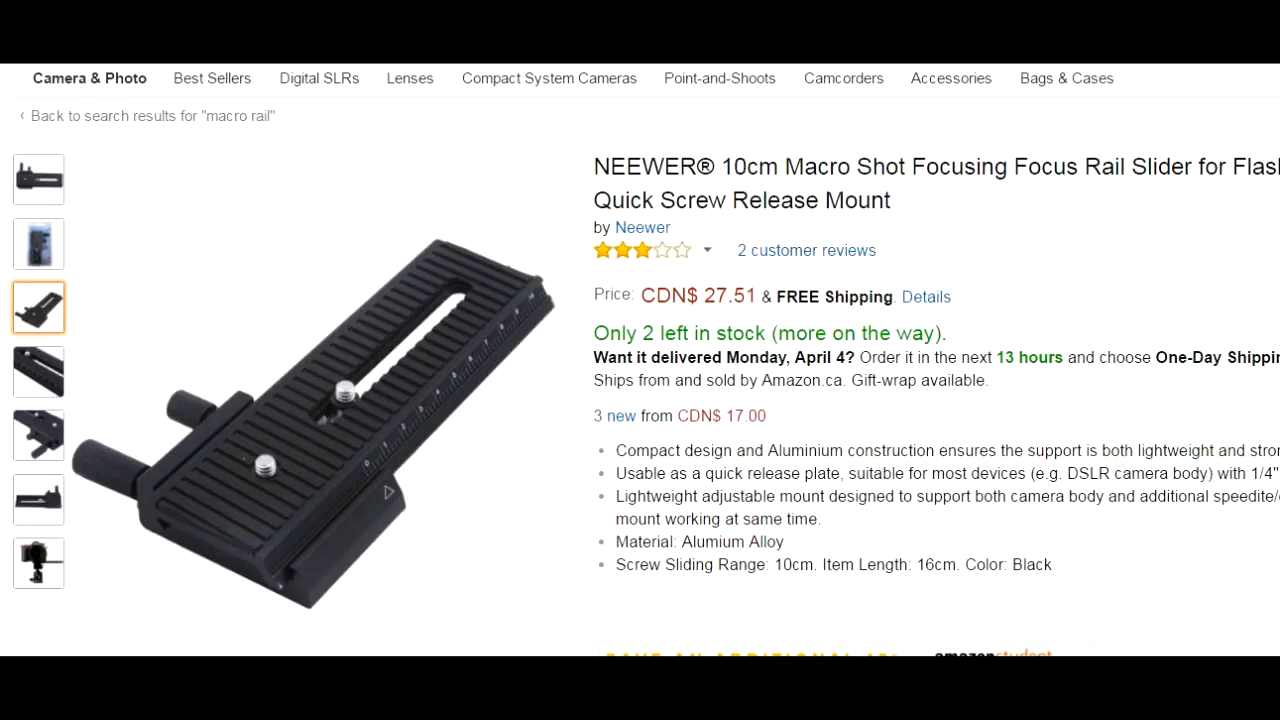 Camera & Photo Best Sellers Digital SLRs Lenses Compact System Cameras Point-and-Shoots Camcorders Accessories Bags & Cases
‹ Back to search results for "macro rail"
NEEWER® 10cm Macro Shot Focusing Focus Rail Slider for
Quick Screw Release Mount
by Neewer
2 customer reviews
Price: CDN$ 27.51 & FREE Shipping. Details
Only 2 left in stock (more on the way).
Want it delivered Monday, April 4? Order it in the next 13 hours and choose One-Day
Ships from and sold by Amazon.ca. Gift-wrap available.
3 new from CDN$ 17.00
• Compact design and Aluminium construction ensures the support is both lightweight and
• Usable as a quick release plate, suitable for most devices (e.g. DSLR camera body) with 1/4"
• Lightweight adjustable mount designed to support both camera body and additional
mount working at same time.
• Material: Alumium Alloy
• Screw Sliding Range: 10cm. Item Length: 16cm. Color: Black